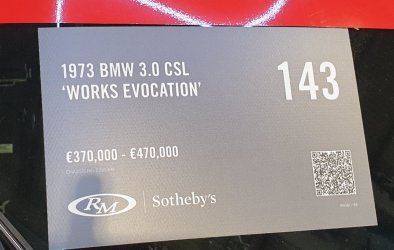 1973 BMW 3.0 CSL
'WORKS EVOCATION'
143
€370,000 - €470,000
RM | Sotheby's